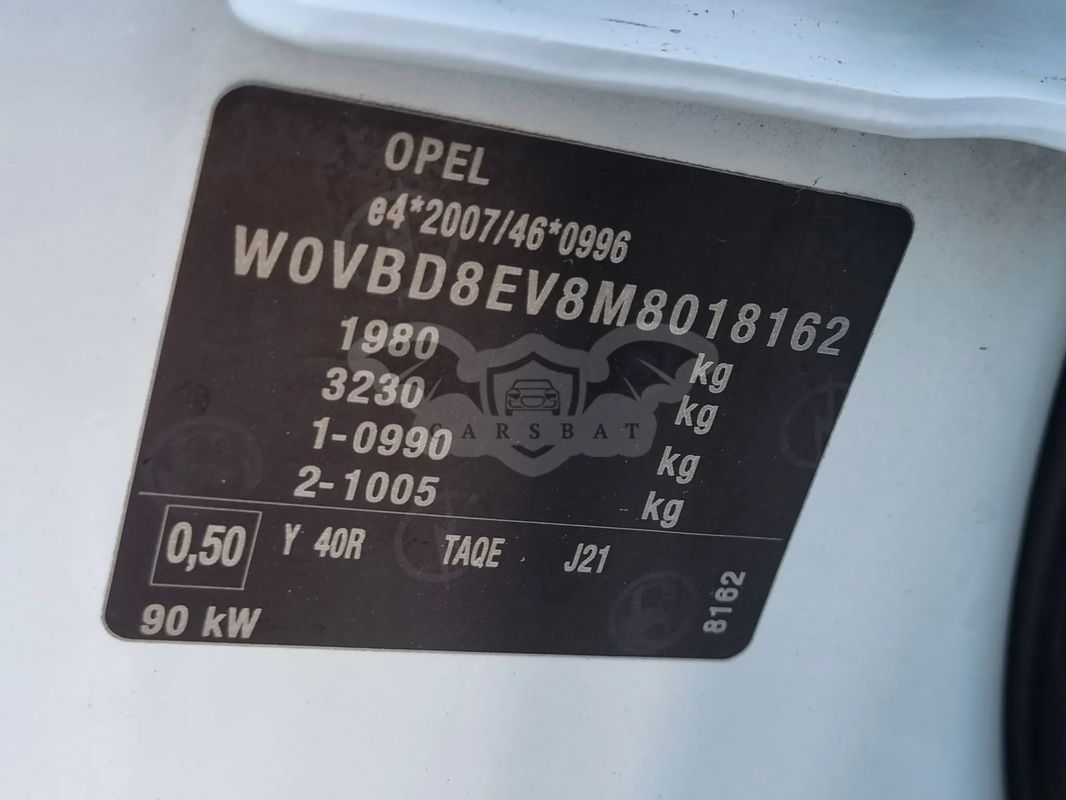 OPEL
e4*2007/46*0996
W0VBD8EV8M8018162
1980 kg
3230 kg
1-0990 kg
2-1005 kg
0,50 Y 40R TAQE J21
90 kW
8162
CARSBAT